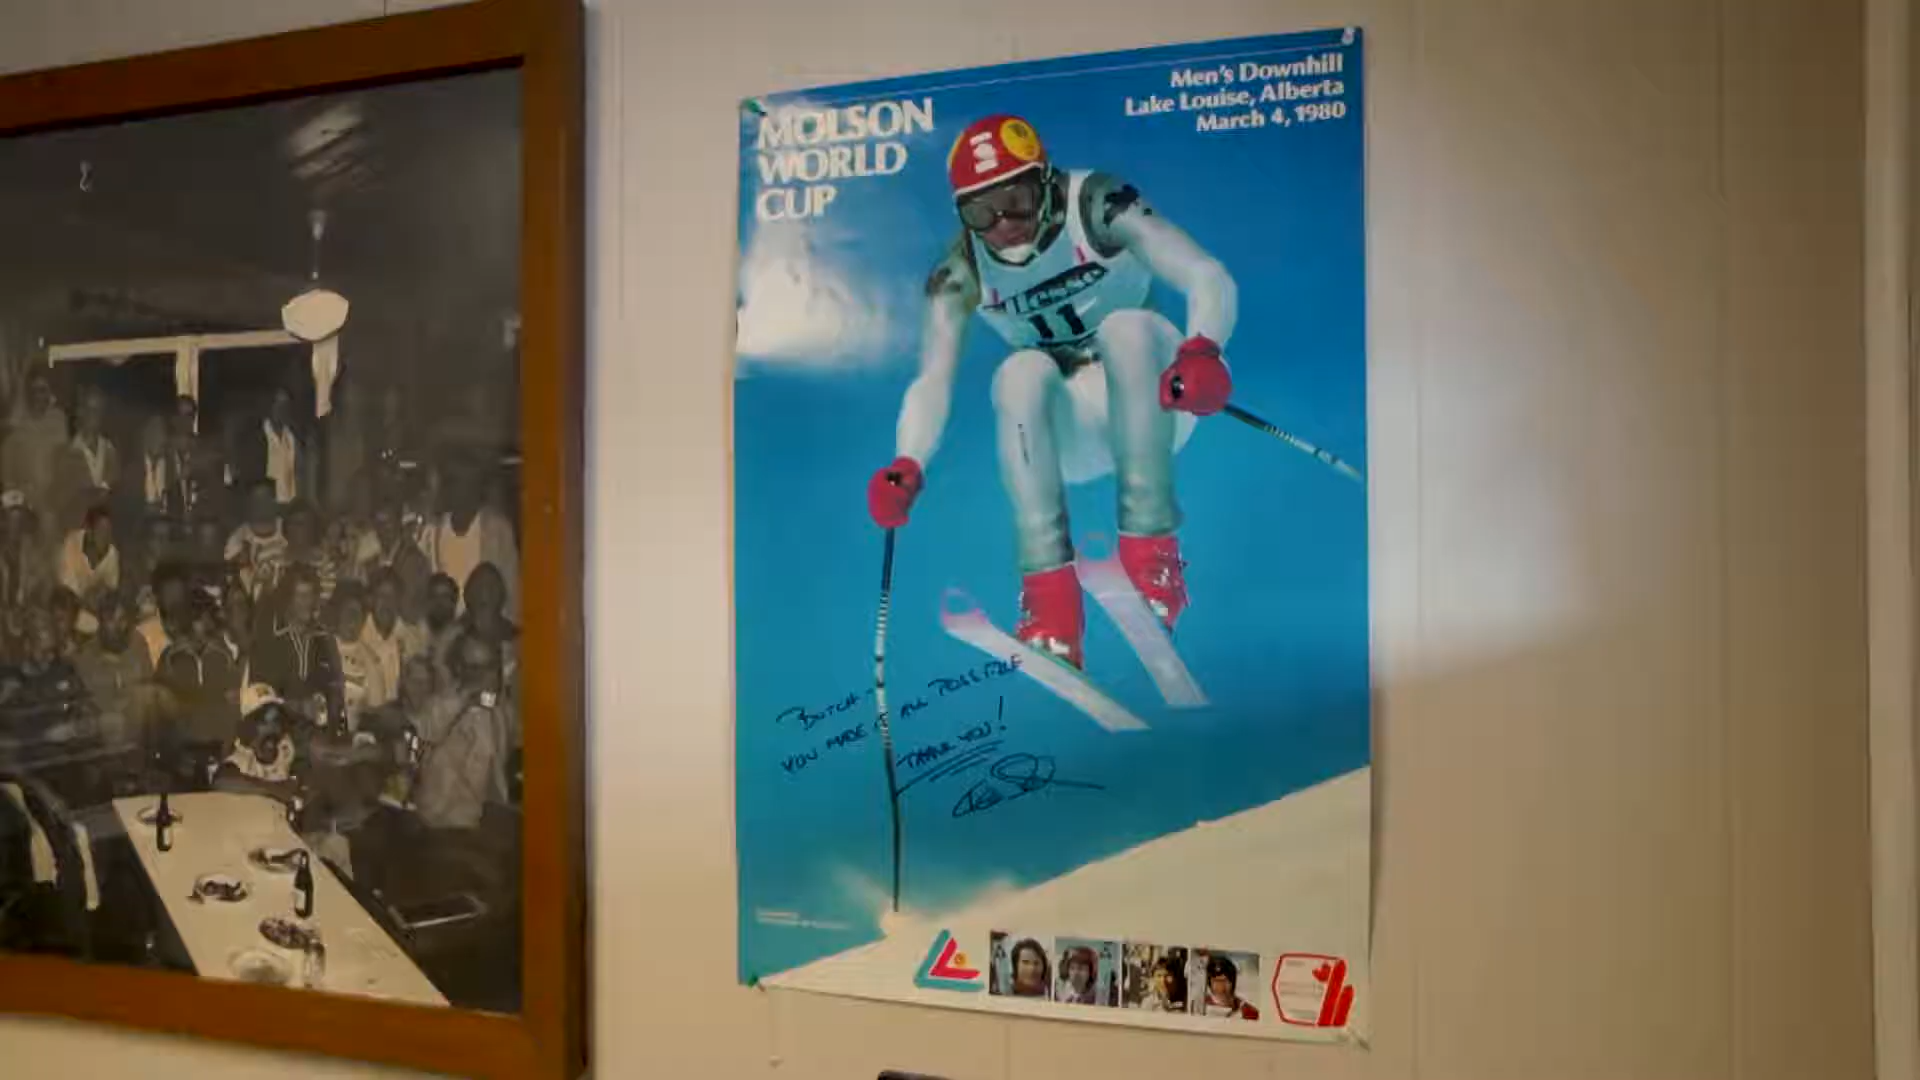 MOLSON
WORLD
CUP
Men's Downhill
Lake Louise, Alberta
March 4, 1980
11
BUTCH -
YOU MADE IT ALL POSSIBLE
THANK YOU!